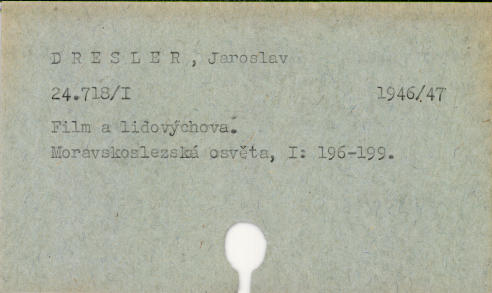 D R E S L E R , Jaroslav
24.718/I 1946/47
Film a lidovýchova.
Moravskoslezská osvěta, I: 196-199.